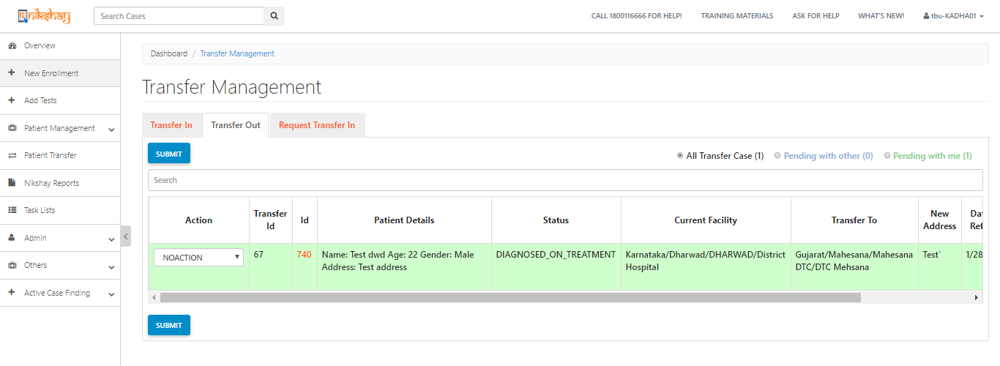 nikshay
Search Cases
CALL 1800116666 FOR HELP!
TRAINING MATERIALS
ASK FOR HELP
WHAT'S NEW!
tbu-KADHA01
Overview
New Enrollment
Add Tests
Patient Management
Patient Transfer
Nikshay Reports
Task Lists
Admin
Others
Active Case Finding
Dashboard / Transfer Management
Transfer Management
Transfer In
Transfer Out
Request Transfer In
SUBMIT
All Transfer Case (1)
Pending with other (0)
Pending with me (1)
Search
Action
Transfer
Id
Id
Patient Details
Status
Current Facility
Transfer To
New
Address
Dat
Ref
NOACTION
67
740
Name: Test dwd Age: 22 Gender: Male
Address: Test address
DIAGNOSED_ON_TREATMENT
Karnataka/Dharwad/DHARWAD/District
Hospital
Gujarat/Mahesana/Mahesana
DTC/DTC Mehsana
Test`
1/28
SUBMIT